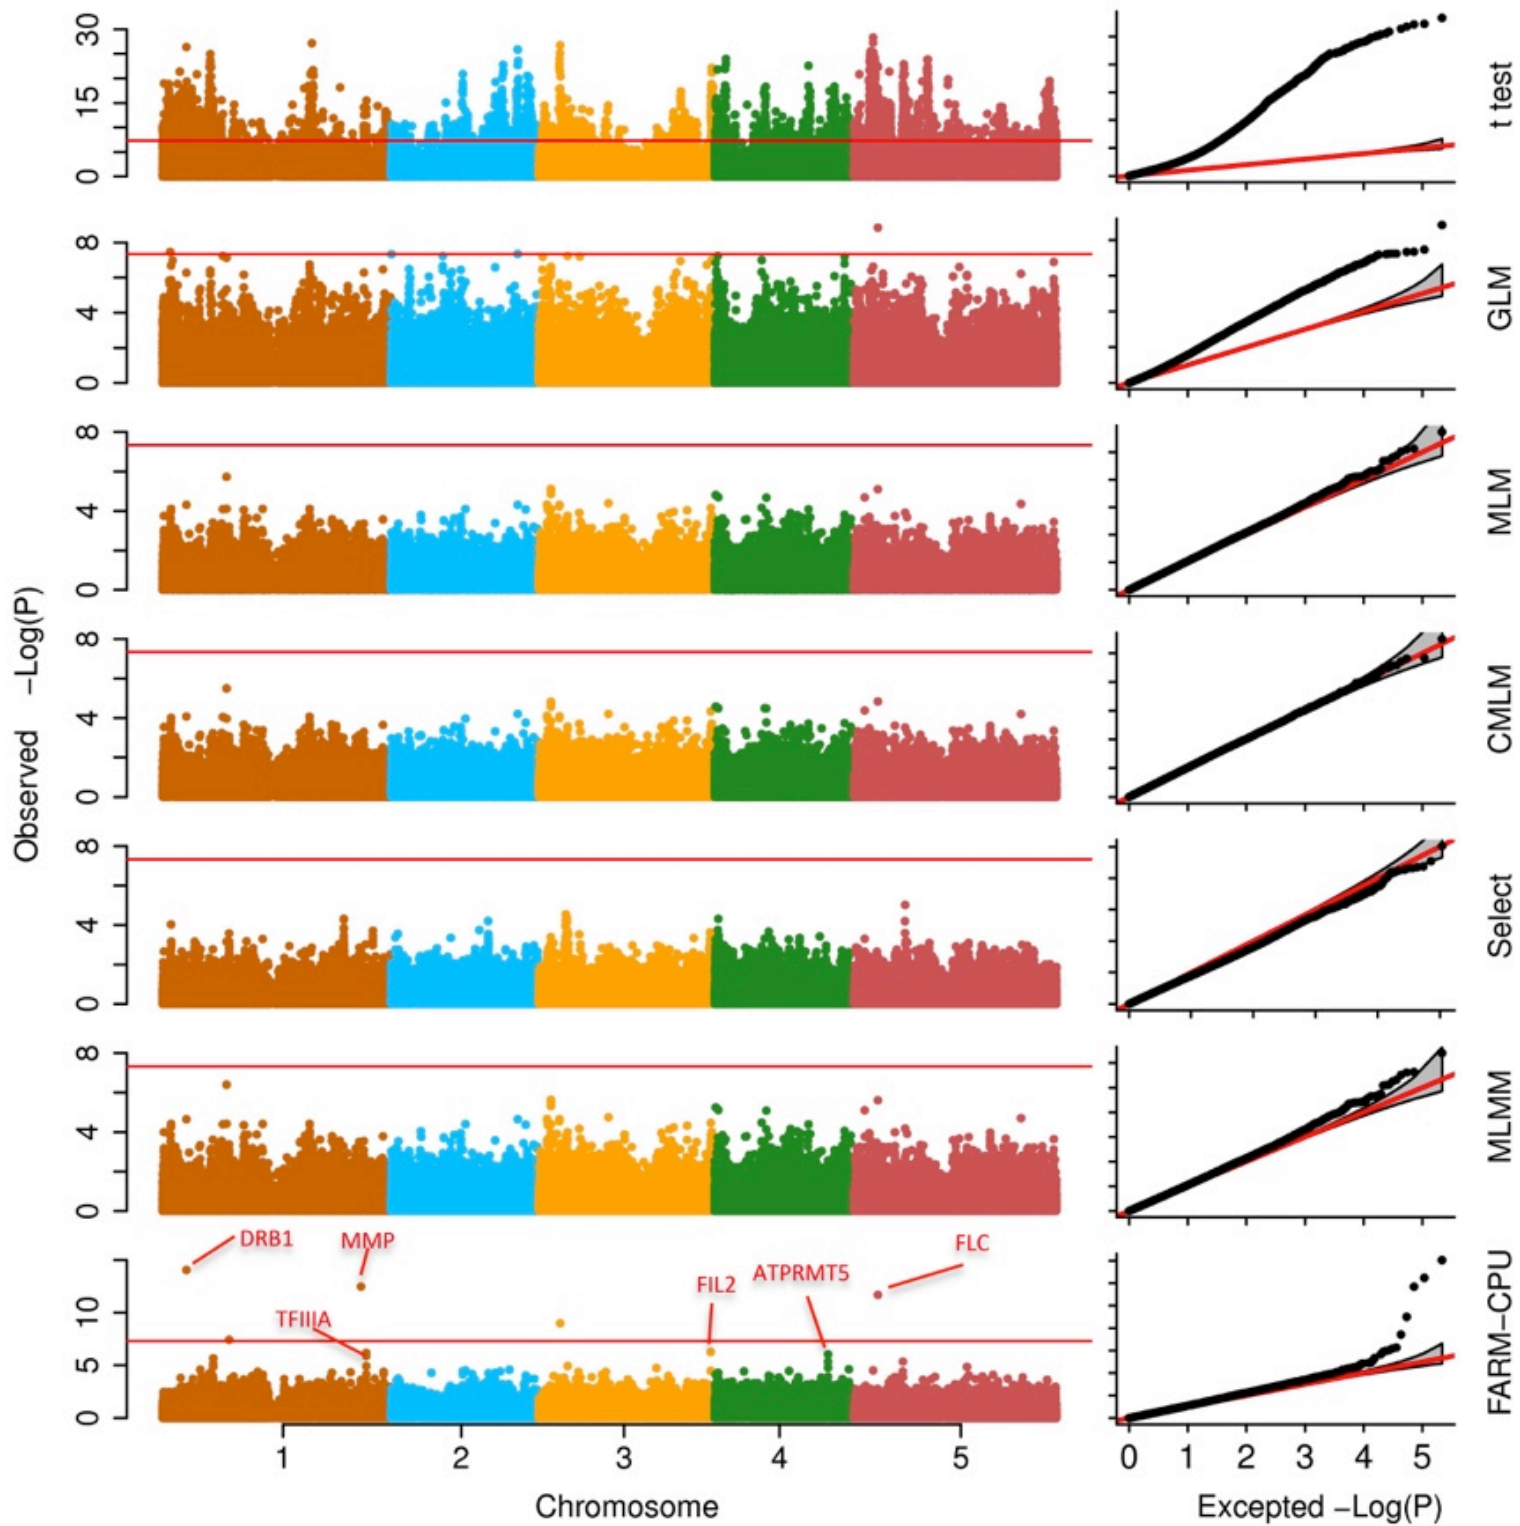 30
15
0
t test
8
4
0
GLM
8
4
0
MLM
8
4
0
CMLM
Observed −Log(P)
8
4
0
Select
8
4
0
MLMM
DRB1
MMP
TFIIIA
FIL2
ATPRMT5
FLC
10
5
0
FARM−CPU
1 2 3 4 5
0 1 2 3 4 5
Chromosome
Excepted −Log(P)